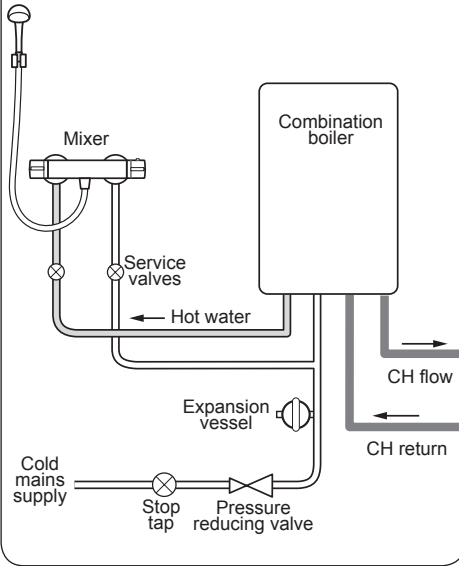 Combination
boiler
Mixer
Service
valves
Hot water
CH flow
Expansion
vessel
CH return
Cold
mains
supply
Stop
tap
Pressure
reducing valve